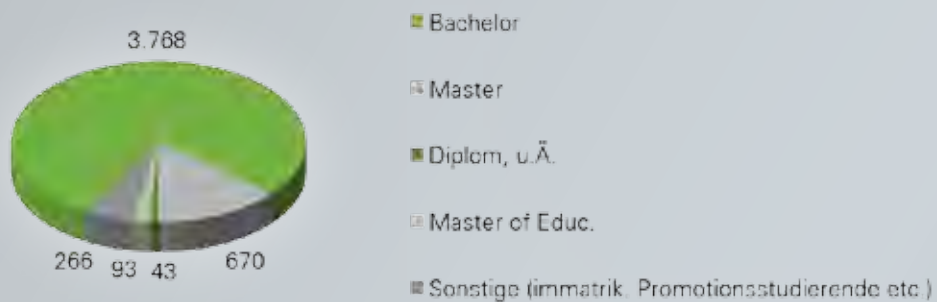 3.768
266 93 43 670
Bachelor
Master
Diplom, u.Ä.
Master of Educ.
Sonstige (immatrik. Promotionsstudierende etc.)